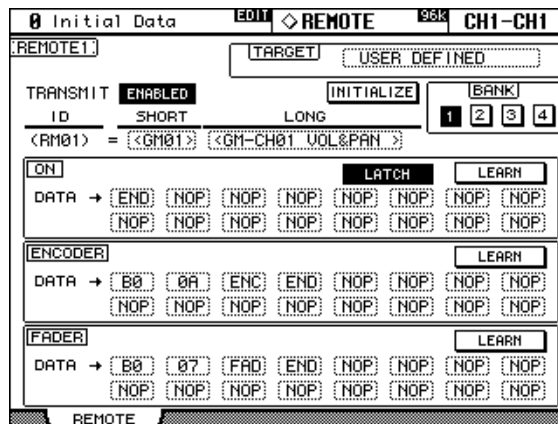 0 Initial Data EDIT ◇REMOTE 96k CH1-CH1
REMOTE1 TARGET USER DEFINED
TRANSMIT ENABLED INITIALIZE BANK
ID SHORT LONG 1 2 3 4
(RM01) = <GM01> <GM-CH01 VOL&PAN >
ON LATCH LEARN
DATA → END NOP NOP NOP NOP NOP NOP NOP
NOP NOP NOP NOP NOP NOP NOP NOP
ENCODER LEARN
DATA → B0 0A ENC END NOP NOP NOP NOP
NOP NOP NOP NOP NOP NOP NOP NOP
FADER LEARN
DATA → B0 07 FAD END NOP NOP NOP NOP
NOP NOP NOP NOP NOP NOP NOP NOP
REMOTE